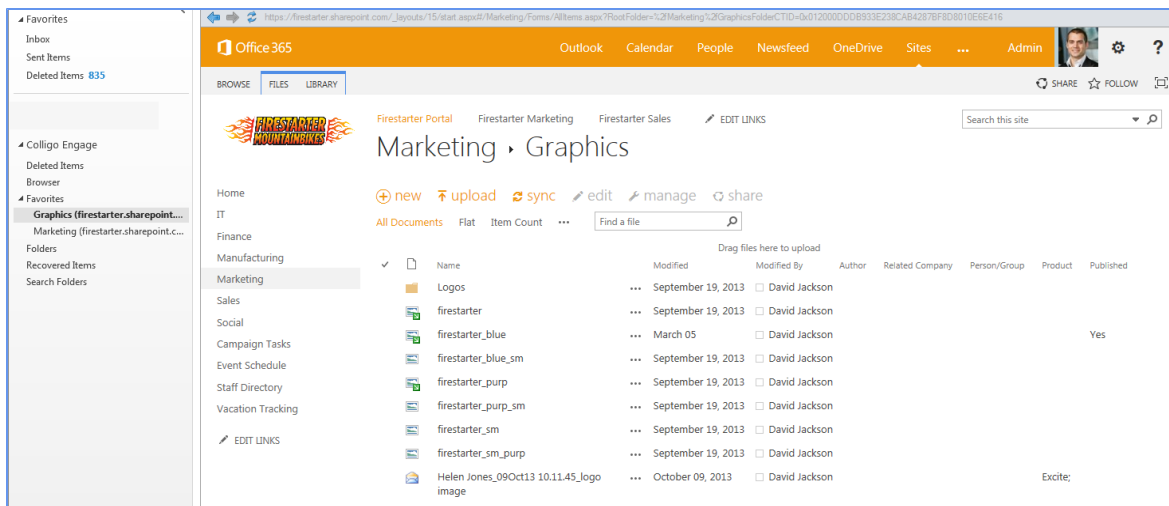 Favorites
Inbox
Sent Items
Deleted Items 835
Colligo Engage
Deleted Items
Browser
Favorites
Graphics (firestarter.sharepoint....
Marketing (firestarter.sharepoint.c...
Folders
Recovered Items
Search Folders
https://firestarter.sharepoint.com/_layouts/15/start.aspx#/Marketing/Forms/AllItems.aspx?RootFolder=%2fMarketing%2fGraphicsFolderCTID=0x012000DDDB933E238CAB4287BF8D8010E6E416
Office 365
Outlook Calendar People Newsfeed OneDrive Sites ... Admin ?
BROWSE FILES LIBRARY SHARE FOLLOW
FIRESTARTER
MOUNTAINBIKES
Firestarter Portal Firestarter Marketing Firestarter Sales EDIT LINKS
Search this site
Marketing › Graphics
Home
IT
Finance
Manufacturing
Marketing
Sales
Social
Campaign Tasks
Event Schedule
Staff Directory
Vacation Tracking
EDIT LINKS
new upload sync edit manage share
All Documents Flat Item Count ••• Find a file
Drag files here to upload
Name Modified Modified By Author Related Company Person/Group Product Published
Logos ••• September 19, 2013 David Jackson
firestarter ••• September 19, 2013 David Jackson
firestarter_blue ••• March 05 David Jackson Yes
firestarter_blue_sm ••• September 19, 2013 David Jackson
firestarter_purp ••• September 19, 2013 David Jackson
firestarter_purp_sm ••• September 19, 2013 David Jackson
firestarter_sm ••• September 19, 2013 David Jackson
firestarter_sm_purp ••• September 19, 2013 David Jackson
Helen Jones_09Oct13 10.11.45_logo ••• October 09, 2013 David Jackson Excite;
image